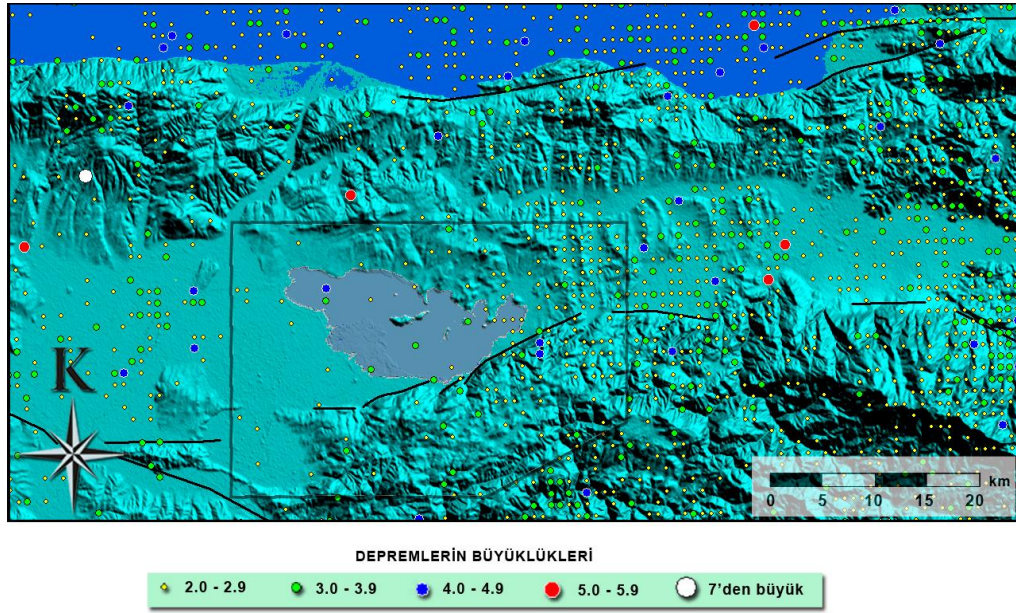 K
km
0 5 10 15 20
DEPREMLERİN BÜYÜKLÜKLERİ
2.0 - 2.9 3.0 - 3.9 4.0 - 4.9 5.0 - 5.9 7'den büyük